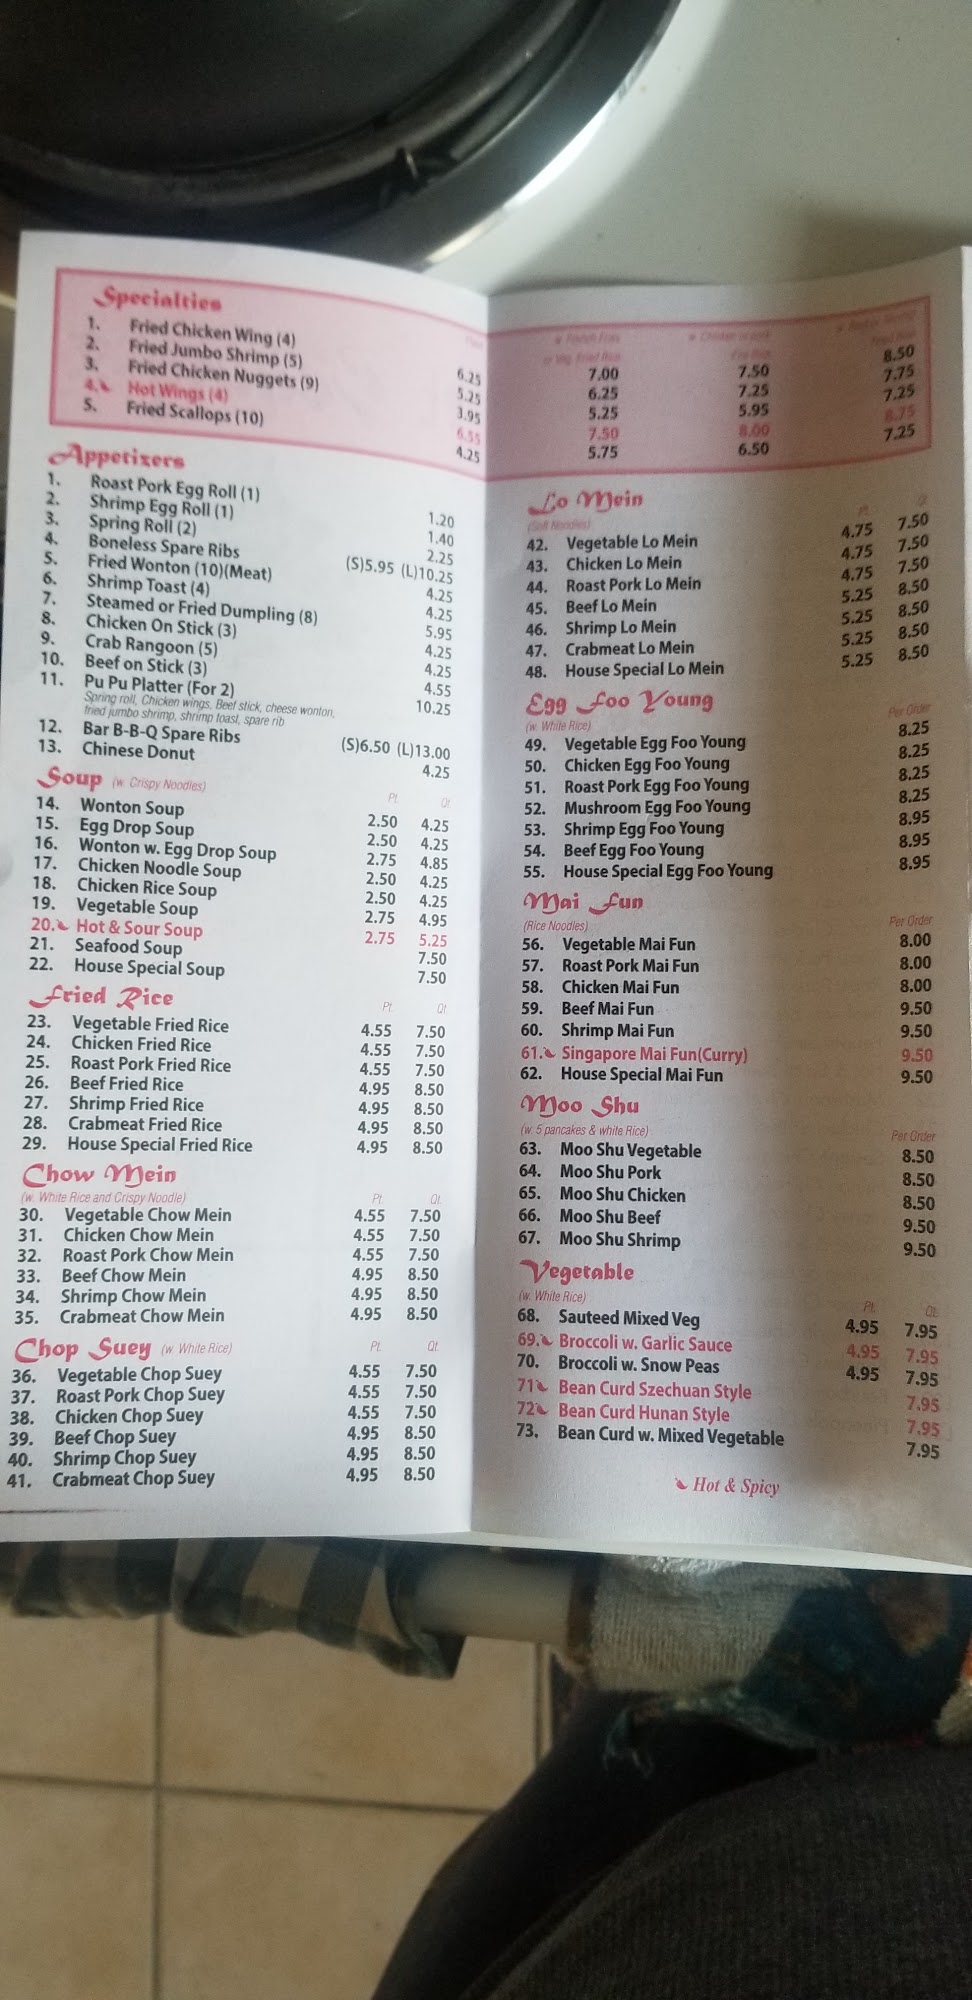 Specialties
Plain
w. French Fries
or Veg. Fried Rice
w. Chicken or pork
Fried Rice
Fried Rice
1. Fried Chicken Wing (4) 6.25 7.00 7.50 8.50
2. Fried Jumbo Shrimp (5) 5.25 6.25 7.25 7.75
3. Fried Chicken Nuggets (9) 3.95 5.25 5.95 7.25
4. Hot Wings (4) 6.55 7.50 8.00 8.75
5. Fried Scallops (10) 4.25 5.75 6.50 7.25
Appetizers
1. Roast Pork Egg Roll (1) 1.20
2. Shrimp Egg Roll (1) 1.40
3. Spring Roll (2) 2.25
4. Boneless Spare Ribs (S)5.95 (L)10.25
5. Fried Wonton (10)(Meat) 4.25
6. Shrimp Toast (4) 4.25
7. Steamed or Fried Dumpling (8) 5.95
8. Chicken On Stick (3) 4.25
9. Crab Rangoon (5) 4.25
10. Beef on Stick (3) 4.55
11. Pu Pu Platter (For 2) 10.25
Spring roll, Chicken wings, Beef stick, cheese wonton,
fried jumbo shrimp, shrimp toast, spare rib
12. Bar B-B-Q Spare Ribs (S)6.50 (L)13.00
13. Chinese Donut 4.25
Soup (w. Crispy Noodles) Pt. Qt.
14. Wonton Soup 2.50 4.25
15. Egg Drop Soup 2.50 4.25
16. Wonton w. Egg Drop Soup 2.75 4.85
17. Chicken Noodle Soup 2.50 4.25
18. Chicken Rice Soup 2.50 4.25
19. Vegetable Soup 2.75 4.95
20. Hot & Sour Soup 2.75 5.25
21. Seafood Soup 7.50
22. House Special Soup 7.50
Fried Rice Pt. Qt.
23. Vegetable Fried Rice 4.55 7.50
24. Chicken Fried Rice 4.55 7.50
25. Roast Pork Fried Rice 4.55 7.50
26. Beef Fried Rice 4.95 8.50
27. Shrimp Fried Rice 4.95 8.50
28. Crabmeat Fried Rice 4.95 8.50
29. House Special Fried Rice 4.95 8.50
Chow Mein
(w. White Rice and Crispy Noodle) Pt. Qt.
30. Vegetable Chow Mein 4.55 7.50
31. Chicken Chow Mein 4.55 7.50
32. Roast Pork Chow Mein 4.55 7.50
33. Beef Chow Mein 4.95 8.50
34. Shrimp Chow Mein 4.95 8.50
35. Crabmeat Chow Mein 4.95 8.50
Chop Suey (w. White Rice) Pt. Qt
36. Vegetable Chop Suey 4.55 7.50
37. Roast Pork Chop Suey 4.55 7.50
38. Chicken Chop Suey 4.55 7.50
39. Beef Chop Suey 4.95 8.50
40. Shrimp Chop Suey 4.95 8.50
41. Crabmeat Chop Suey 4.95 8.50
Lo Mein
(Soft Noodles) Pt. Qt.
42. Vegetable Lo Mein 4.75 7.50
43. Chicken Lo Mein 4.75 7.50
44. Roast Pork Lo Mein 4.75 7.50
45. Beef Lo Mein 5.25 8.50
46. Shrimp Lo Mein 5.25 8.50
47. Crabmeat Lo Mein 5.25 8.50
48. House Special Lo Mein 5.25 8.50
Egg Foo Young
(w. White Rice) Per Order
49. Vegetable Egg Foo Young 8.25
50. Chicken Egg Foo Young 8.25
51. Roast Pork Egg Foo Young 8.25
52. Mushroom Egg Foo Young 8.25
53. Shrimp Egg Foo Young 8.95
54. Beef Egg Foo Young 8.95
55. House Special Egg Foo Young 8.95
Mai Fun
(Rice Noodles) Per Order
56. Vegetable Mai Fun 8.00
57. Roast Pork Mai Fun 8.00
58. Chicken Mai Fun 8.00
59. Beef Mai Fun 9.50
60. Shrimp Mai Fun 9.50
61. Singapore Mai Fun(Curry) 9.50
62. House Special Mai Fun 9.50
Moo Shu
(w. 5 pancakes & white Rice) Per Order
63. Moo Shu Vegetable 8.50
64. Moo Shu Pork 8.50
65. Moo Shu Chicken 8.50
66. Moo Shu Beef 9.50
67. Moo Shu Shrimp 9.50
Vegetable
(w. White Rice) Pt. Qt.
68. Sauteed Mixed Veg 4.95 7.95
69. Broccoli w. Garlic Sauce 4.95 7.95
70. Broccoli w. Snow Peas 4.95 7.95
71 Bean Curd Szechuan Style 7.95
72 Bean Curd Hunan Style 7.95
73. Bean Curd w. Mixed Vegetable 7.95
Hot & Spicy